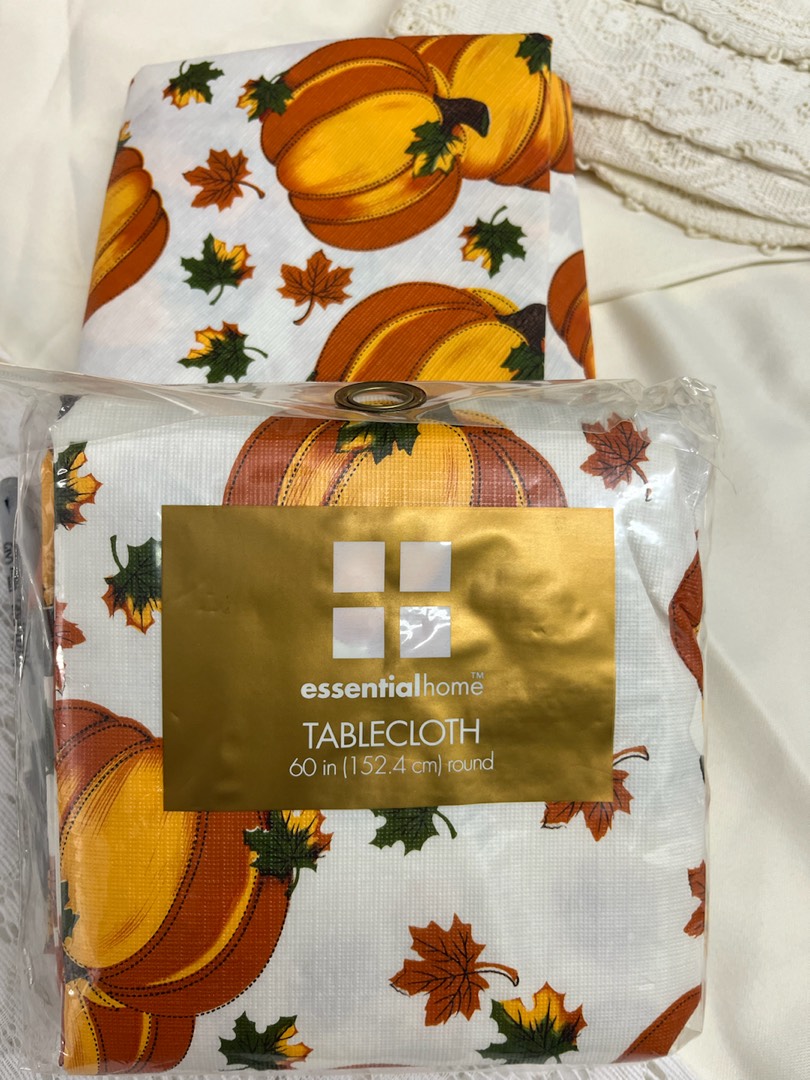 essentialhome™
TABLECLOTH
60 in (152.4 cm) round